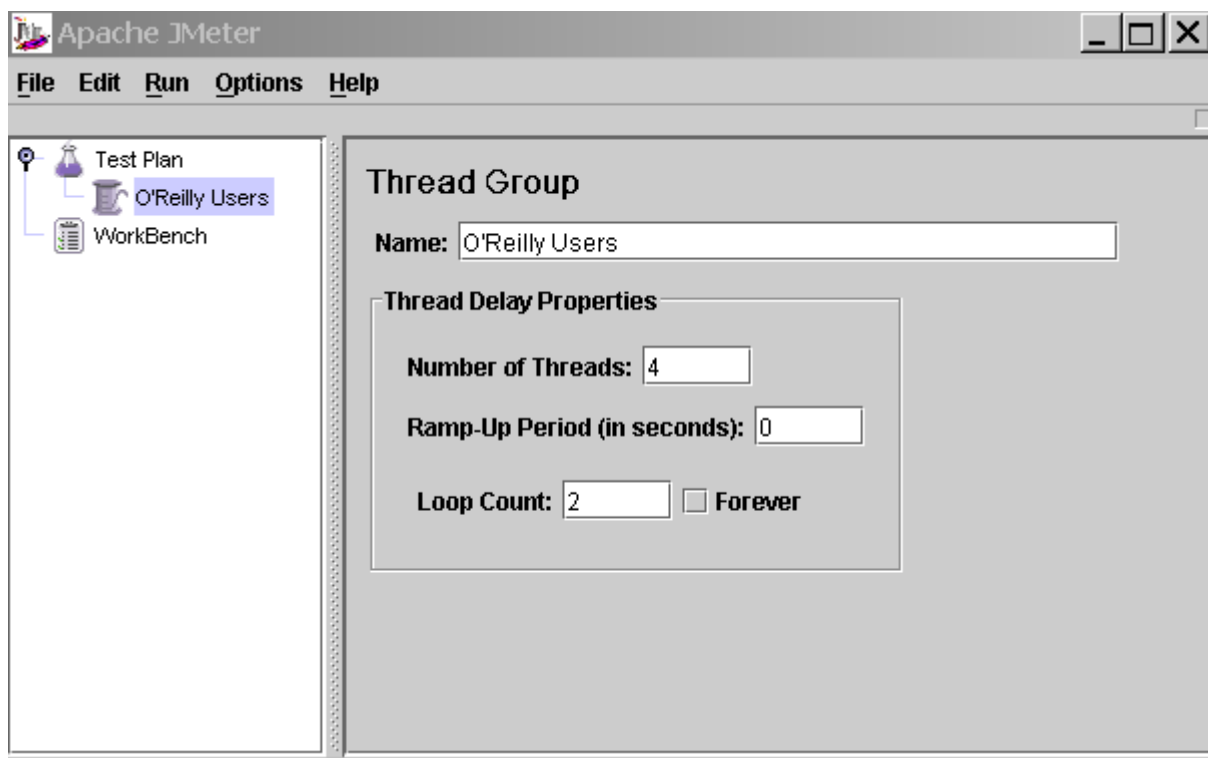 Apache JMeter
File Edit Run Options Help
Test Plan
O'Reilly Users
WorkBench
Thread Group
Name: O'Reilly Users
Thread Delay Properties
Number of Threads: 4
Ramp-Up Period (in seconds): 0
Loop Count: 2 Forever